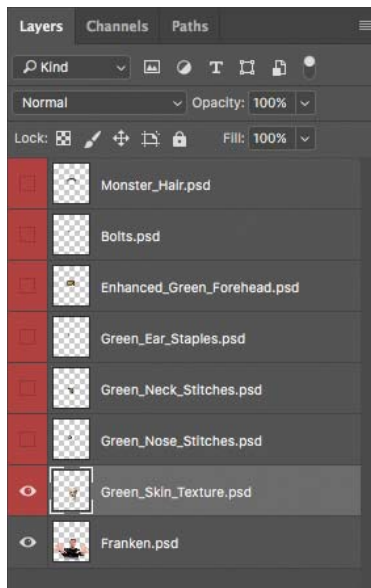 Layers Channels Paths
Kind T
Normal Opacity: 100%
Lock: Fill: 100%
Monster_Hair.psd
Bolts.psd
Enhanced_Green_Forehead.psd
Green_Ear_Staples.psd
Green_Neck_Stitches.psd
Green_Nose_Stitches.psd
Green_Skin_Texture.psd
Franken.psd